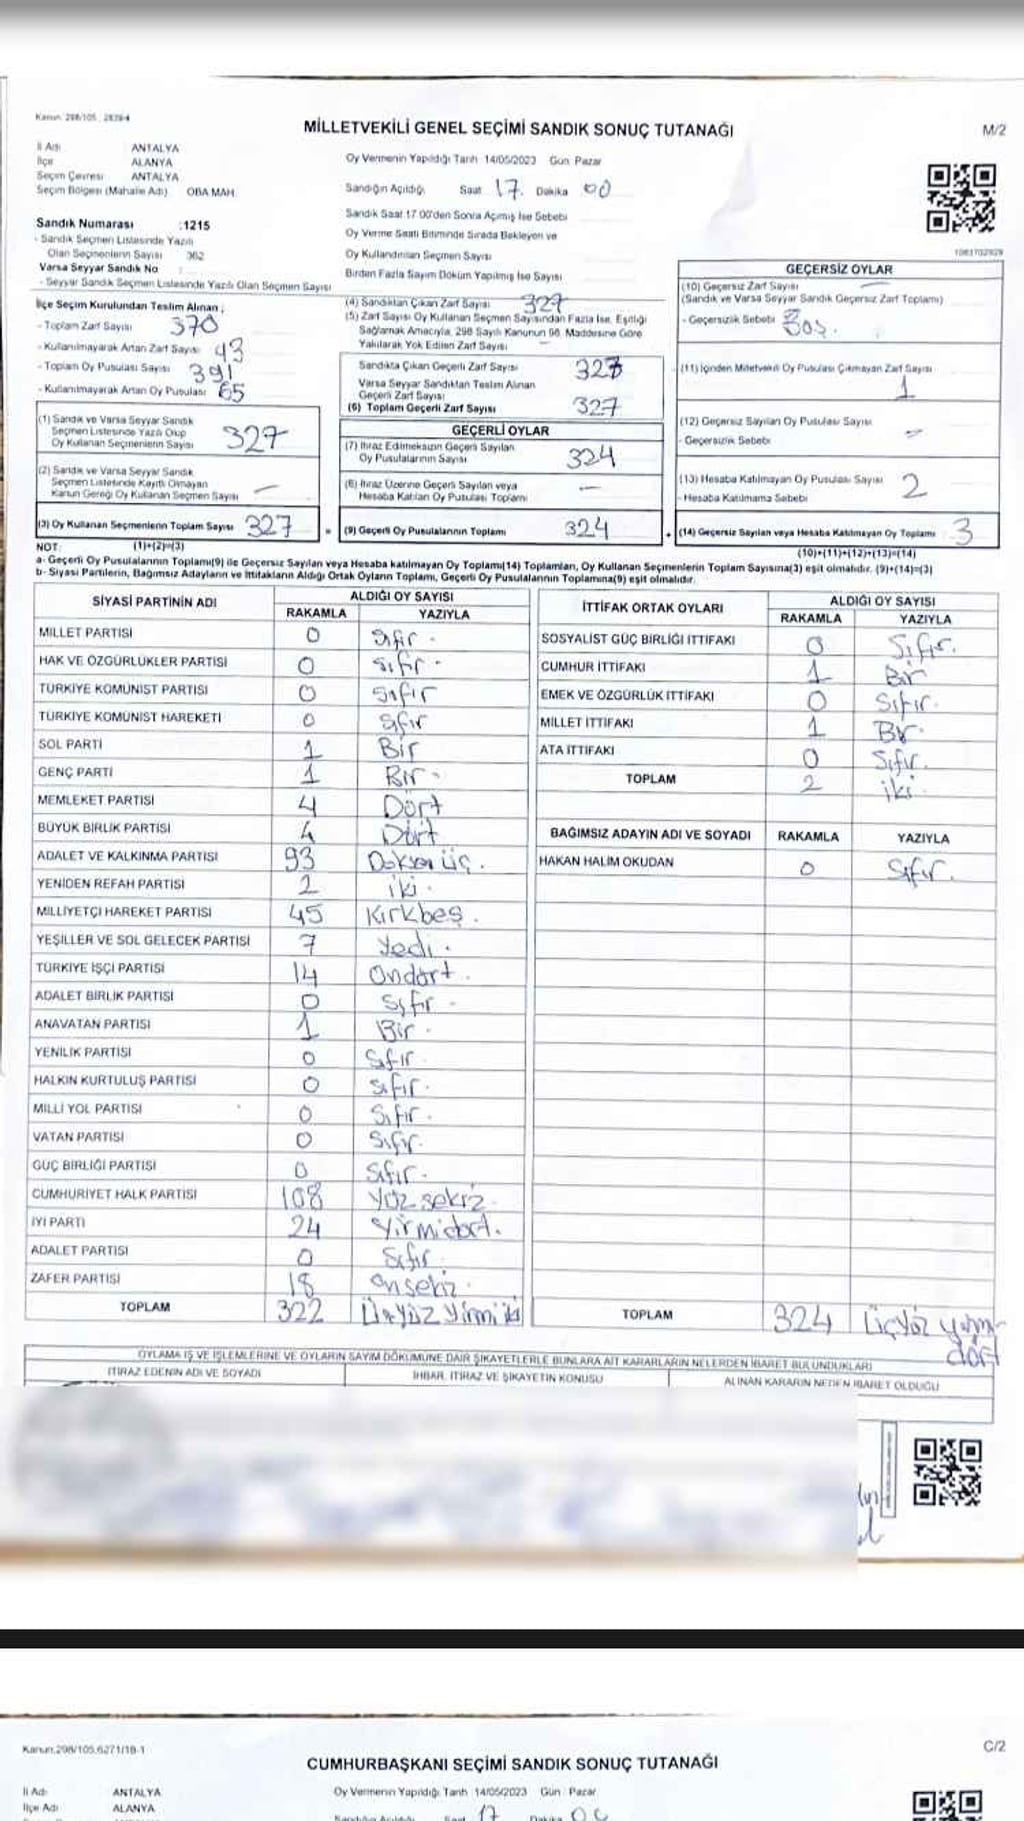 Kanun. 298/105 , 2839/4
MİLLETVEKİLİ GENEL SEÇİMİ SANDIK SONUÇ TUTANAĞI
M/2
İl Adı ANTALYA
İlçe ALANYA
Seçim Çevresi ANTALYA
Seçim Bölgesi (Mahalle Adı) OBA MAH.
Oy Vermenin Yapıldığı Tarih 14/05/2023 Gün Pazar
Sandığın Açıldığı Saat 17. Dakika 00
Sandık Saat 17 00'den Sonra Açımış İse Sebebi
Oy Verme Saati Bitiminde Sırada Bekleyen ve
Oy Kullandırılan Seçmen Sayısı
Birden Fazla Sayım Döküm Yapılmış İse Sayısı
Sandık Numarası :1215
- Sandık Seçmen Listesinde Yazılı
Olan Seçmenlerin Sayısı 362
Varsa Seyyar Sandık No
- Seyyar Sandık Seçmen Listesinde Yazılı Olan Seçmen Sayısı
İlçe Seçim Kurulundan Teslim Alınan ;
- Toplam Zarf Sayısı 370
- Kullanılmayarak Artan Zarf Sayısı 43
- Toplam Oy Pusulası Sayısı 391
- Kullanılmayarak Artan Oy Pusulası 65
(1) Sandık ve Varsa Seyyar Sandık
Seçmen Listesinde Yazılı Olup
Oy Kullanan Seçmenlerin Sayısı 327
(2) Sandık ve Varsa Seyyar Sandık
Seçmen Listesinde Kayıtlı Olmayan
Kanun Gereği Oy Kullanan Seçmen Sayısı —
(3) Oy Kullanan Seçmenlerin Toplam Sayısı 327
(4) Sandıktan Çıkan Zarf Sayısı 327
(5) Zarf Sayısı Oy Kullanan Seçmen Sayısından Fazla İse, Eşitliği
Sağlamak Amacıyla, 298 Sayılı Kanunun 98. Maddesine Göre
Yakılarak Yok Edilen Zarf Sayısı —
Sandıkta Çıkan Geçerli Zarf Sayısı 327
Varsa Seyyar Sandıktan Teslim Alınan
Geçerli Zarf Sayısı
(6) Toplam Geçerli Zarf Sayısı 327
GEÇERLİ OYLAR
(7) İtiraz Edilmeksizin Geçerli Sayılan
Oy Pusulalarının Sayısı 324
(8) İtiraz Üzerine Geçerli Sayılan veya
Hesaba Katılan Oy Pusulası Toplamı —
= (9) Geçerli Oy Pusulalarının Toplamı 324
1061702929
GEÇERSİZ OYLAR
(10) Geçersiz Zarf Sayısı —
(Sandık ve Varsa Seyyar Sandık Geçersiz Zarf Toplamı)
- Geçersizlik Sebebi Boş.
(11) İçinden Milletvekili Oy Pusulası Çıkmayan Zarf Sayısı
1
(12) Geçersiz Sayılan Oy Pusulası Sayısı
- Geçersizlik Sebebi —
(13) Hesaba Katılmayan Oy Pusulası Sayısı 2
- Hesaba Katılmama Sebebi
+ (14) Geçersiz Sayılan veya Hesaba Katılmayan Oy Toplamı 3
NOT: (1)+(2)=(3)
(10)+(11)+(12)+(13)=(14)
a- Geçerli Oy Pusulalarının Toplamı(9) ile Geçersiz Sayılan veya Hesaba katılmayan Oy Toplamı(14) Toplamları, Oy Kullanan Seçmenlerin Toplam Sayısına(3) eşit olmalıdır. (9)+(14)=(3)
b- Siyasi Partilerin, Bağımsız Adayların ve İttifakların Aldığı Ortak Oyların Toplamı, Geçerli Oy Pusulalarının Toplamına(9) eşit olmalıdır.
SİYASİ PARTİNİN ADI ALDIĞI OY SAYISI
RAKAMLA YAZIYLA
MİLLET PARTİSİ 0 Sıfır.
HAK VE ÖZGÜRLÜKLER PARTİSİ 0 Sıfır.
TÜRKİYE KOMÜNİST PARTİSİ 0 Sıfır
TÜRKİYE KOMÜNİST HAREKETİ 0 Sıfır
SOL PARTİ 1 Bir
GENÇ PARTİ 1 Bir.
MEMLEKET PARTİSİ 4 Dört
BÜYÜK BİRLİK PARTİSİ 4 Dört
ADALET VE KALKINMA PARTİSİ 93 Doksan üç.
YENİDEN REFAH PARTİSİ 2 iki.
MİLLİYETÇİ HAREKET PARTİSİ 45 Kırkbeş.
YEŞİLLER VE SOL GELECEK PARTİSİ 7 Yedi.
TÜRKİYE İŞÇİ PARTİSİ 14 Ondört.
ADALET BİRLİK PARTİSİ 0 Sıfır.
ANAVATAN PARTİSİ 1 Bir.
YENİLİK PARTİSİ 0 Sıfır
HALKIN KURTULUŞ PARTİSİ 0 Sıfır.
MİLLİ YOL PARTİSİ 0 Sıfır.
VATAN PARTİSİ 0 Sıfır.
GÜÇ BİRLİĞİ PARTİSİ 0 Sıfır.
CUMHURİYET HALK PARTİSİ 108 Yüz sekiz
İYİ PARTİ 24 Yirmidört.
ADALET PARTİSİ 0 Sıfır
ZAFER PARTİSİ 18 onsekiz.
TOPLAM 322 Üçyüz yirmi iki
İTTİFAK ORTAK OYLARI ALDIĞI OY SAYISI
RAKAMLA YAZIYLA
SOSYALİST GÜÇ BİRLİĞİ İTTİFAKI 0 Sıfır.
CUMHUR İTTİFAKI 1 Bir
EMEK VE ÖZGÜRLÜK İTTİFAKI 0 Sıfır.
MİLLET İTTİFAKI 1 Bir.
ATA İTTİFAKI 0 Sıfır.
TOPLAM 2 iki.
BAĞIMSIZ ADAYIN ADI VE SOYADI RAKAMLA YAZIYLA
HAKAN HALİM OKUDAN 0 Sıfır.
TOPLAM 324 Üçyüz yirmi
dört
OYLAMA İŞ VE İŞLEMLERİNE VE OYLARIN SAYIM DÖKÜMÜNE DAİR ŞİKAYETLERLE BUNLARA AİT KARARLARIN NELERDEN İBARET BULUNDUKLARI
İTİRAZ EDENİN ADI VE SOYADI İHBAR, İTİRAZ VE ŞİKAYETİN KONUSU ALINAN KARARIN NEDEN İBARET OLDUĞU
Kanun.298/105,6271/18-1
CUMHURBAŞKANI SEÇİMİ SANDIK SONUÇ TUTANAĞI
C/2
İl Adı ANTALYA
İlçe Adı ALANYA
Oy Vermenin Yapıldığı Tarih 14/05/2023 Gün Pazar
Sandığın Açıldığı Saat 17 Dakika 00